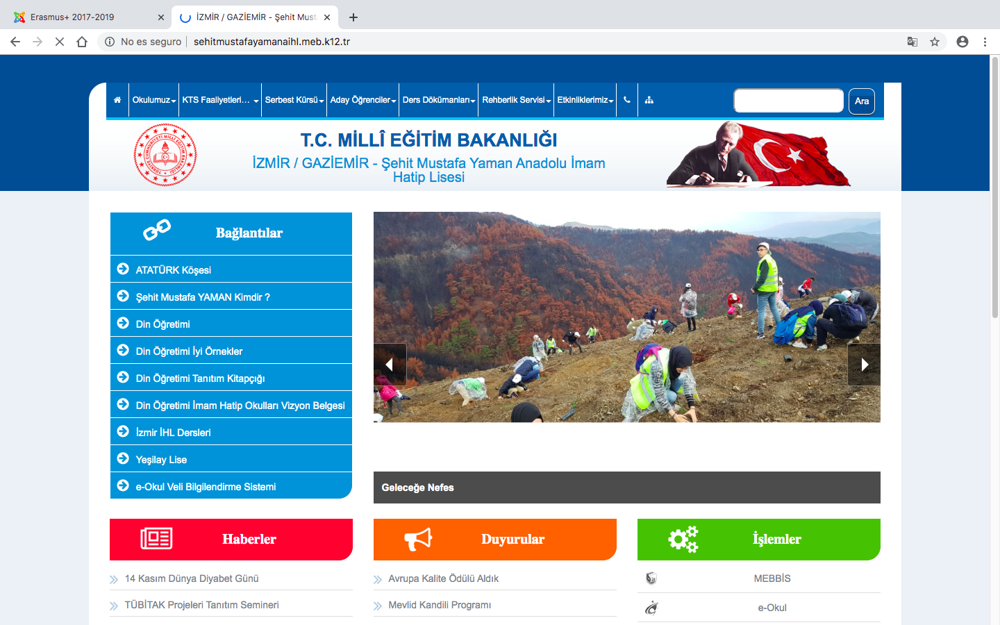 Erasmus+ 2017-2019
İZMİR / GAZİEMİR - Şehit Must
No es seguro
sehitmustafayamanaihl.meb.k12.tr
Okulumuz
KTS Faaliyetleri...
Serbest Kürsü
Aday Öğrenciler
Ders Dökümanları
Rehberlik Servisi
Etkinliklerimiz
Ara
T.C. MİLLÎ EĞİTİM BAKANLIĞI
İZMİR / GAZİEMİR - Şehit Mustafa Yaman Anadolu İmam
Hatip Lisesi
Bağlantılar
ATATÜRK Köşesi
Şehit Mustafa YAMAN Kimdir ?
Din Öğretimi
Din Öğretimi İyi Örnekler
Din Öğretimi Tanıtım Kitapçığı
Din Öğretimi İmam Hatip Okulları Vizyon Belgesi
İzmir İHL Dersleri
Yeşilay Lise
e-Okul Veli Bilgilendirme Sistemi
Geleceğe Nefes
Haberler
14 Kasım Dünya Diyabet Günü
TÜBİTAK Projeleri Tanıtım Semineri
Duyurular
Avrupa Kalite Ödülü Aldık
Mevlid Kandili Programı
İşlemler
MEBBİS
e-Okul